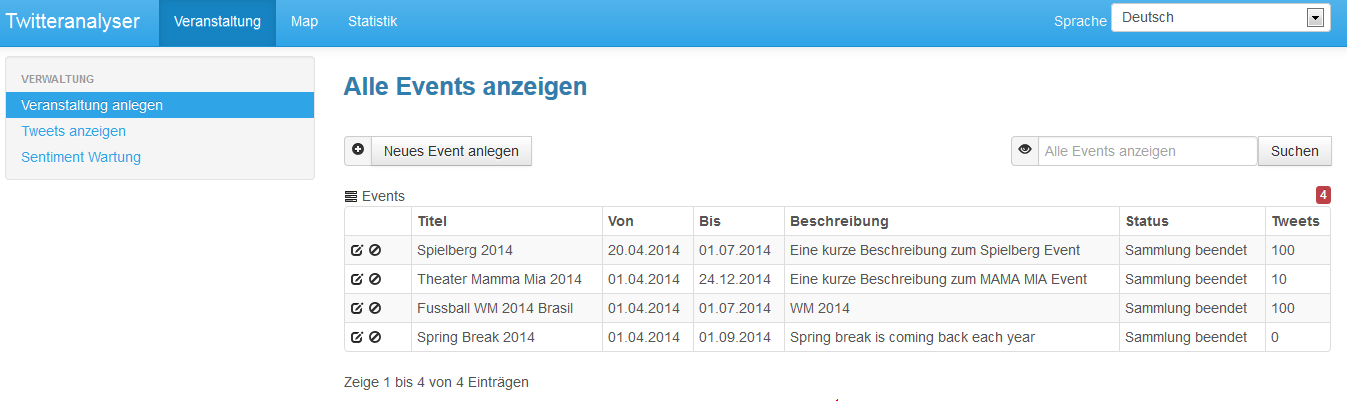 Twitteranalyser Veranstaltung Map Statistik Sprache Deutsch
VERWALTUNG
Veranstaltung anlegen
Tweets anzeigen
Sentiment Wartung
Alle Events anzeigen
Neues Event anlegen Alle Events anzeigen Suchen
Events 4
Titel Von Bis Beschreibung Status Tweets
Spielberg 2014 20.04.2014 01.07.2014 Eine kurze Beschreibung zum Spielberg Event Sammlung beendet 100
Theater Mamma Mia 2014 01.04.2014 24.12.2014 Eine kurze Beschreibung zum MAMA MIA Event Sammlung beendet 10
Fussball WM 2014 Brasil 01.04.2014 01.07.2014 WM 2014 Sammlung beendet 100
Spring Break 2014 01.04.2014 01.09.2014 Spring break is coming back each year Sammlung beendet 0
Zeige 1 bis 4 von 4 Einträgen